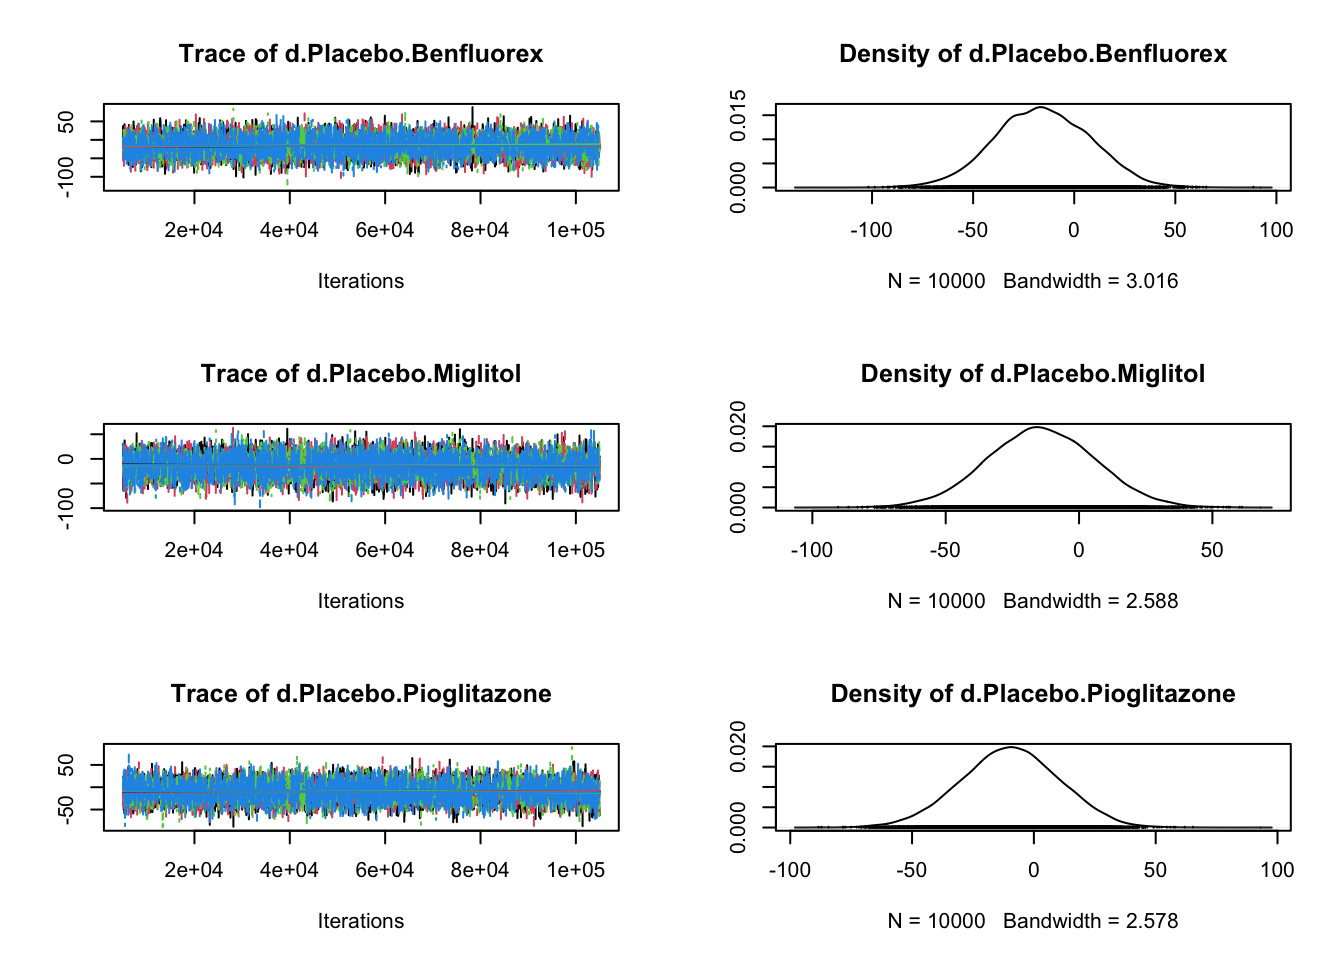 Trace of d.Placebo.Benfluorex
50
-100
2e+04 4e+04 6e+04 8e+04 1e+05
Iterations
Density of d.Placebo.Benfluorex
0.015
0.000
-100 -50 0 50 100
N = 10000 Bandwidth = 3.016
Trace of d.Placebo.Miglitol
0
-100
2e+04 4e+04 6e+04 8e+04 1e+05
Iterations
Density of d.Placebo.Miglitol
0.020
0.000
-100 -50 0 50
N = 10000 Bandwidth = 2.588
Trace of d.Placebo.Pioglitazone
50
-50
2e+04 4e+04 6e+04 8e+04 1e+05
Iterations
Density of d.Placebo.Pioglitazone
0.020
0.000
-100 -50 0 50 100
N = 10000 Bandwidth = 2.578